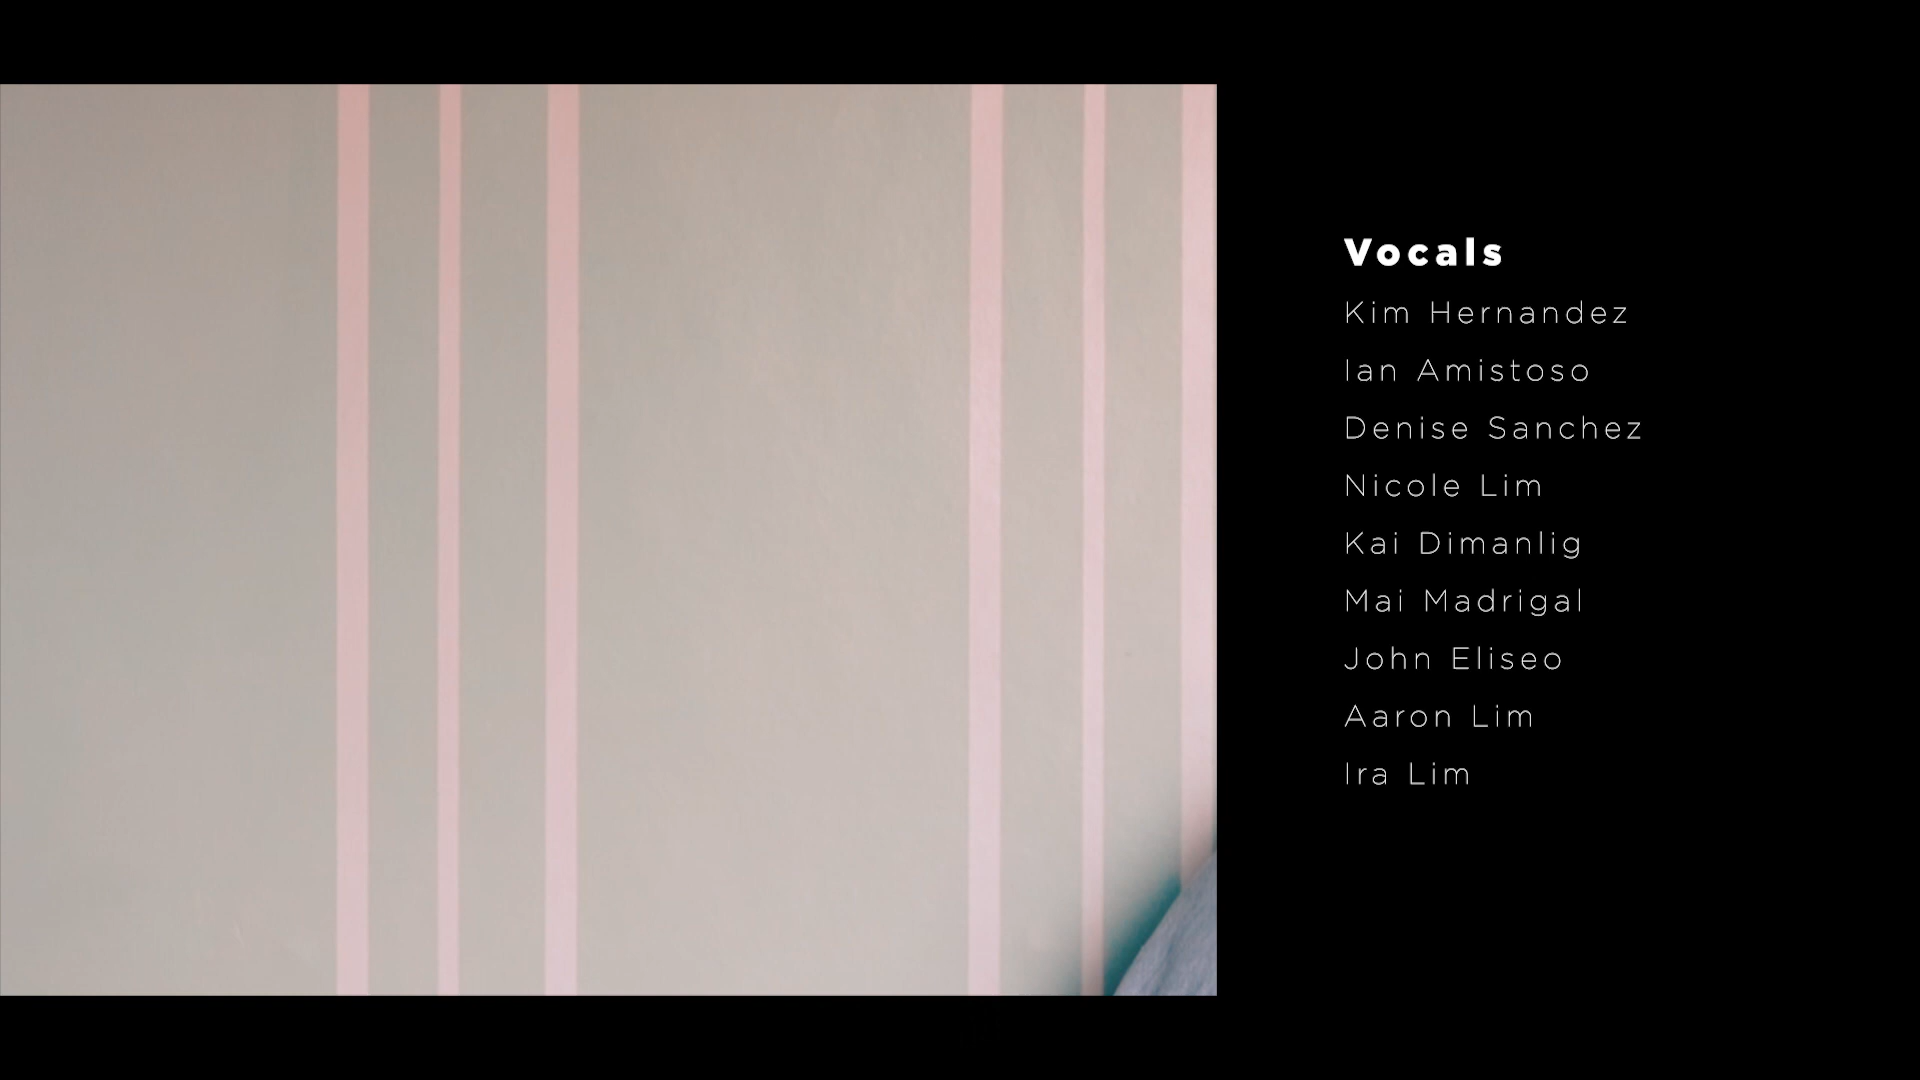 Vocals
Kim Hernandez
Ian Amistoso
Denise Sanchez
Nicole Lim
Kai Dimanlig
Mai Madrigal
John Eliseo
Aaron Lim
Ira Lim